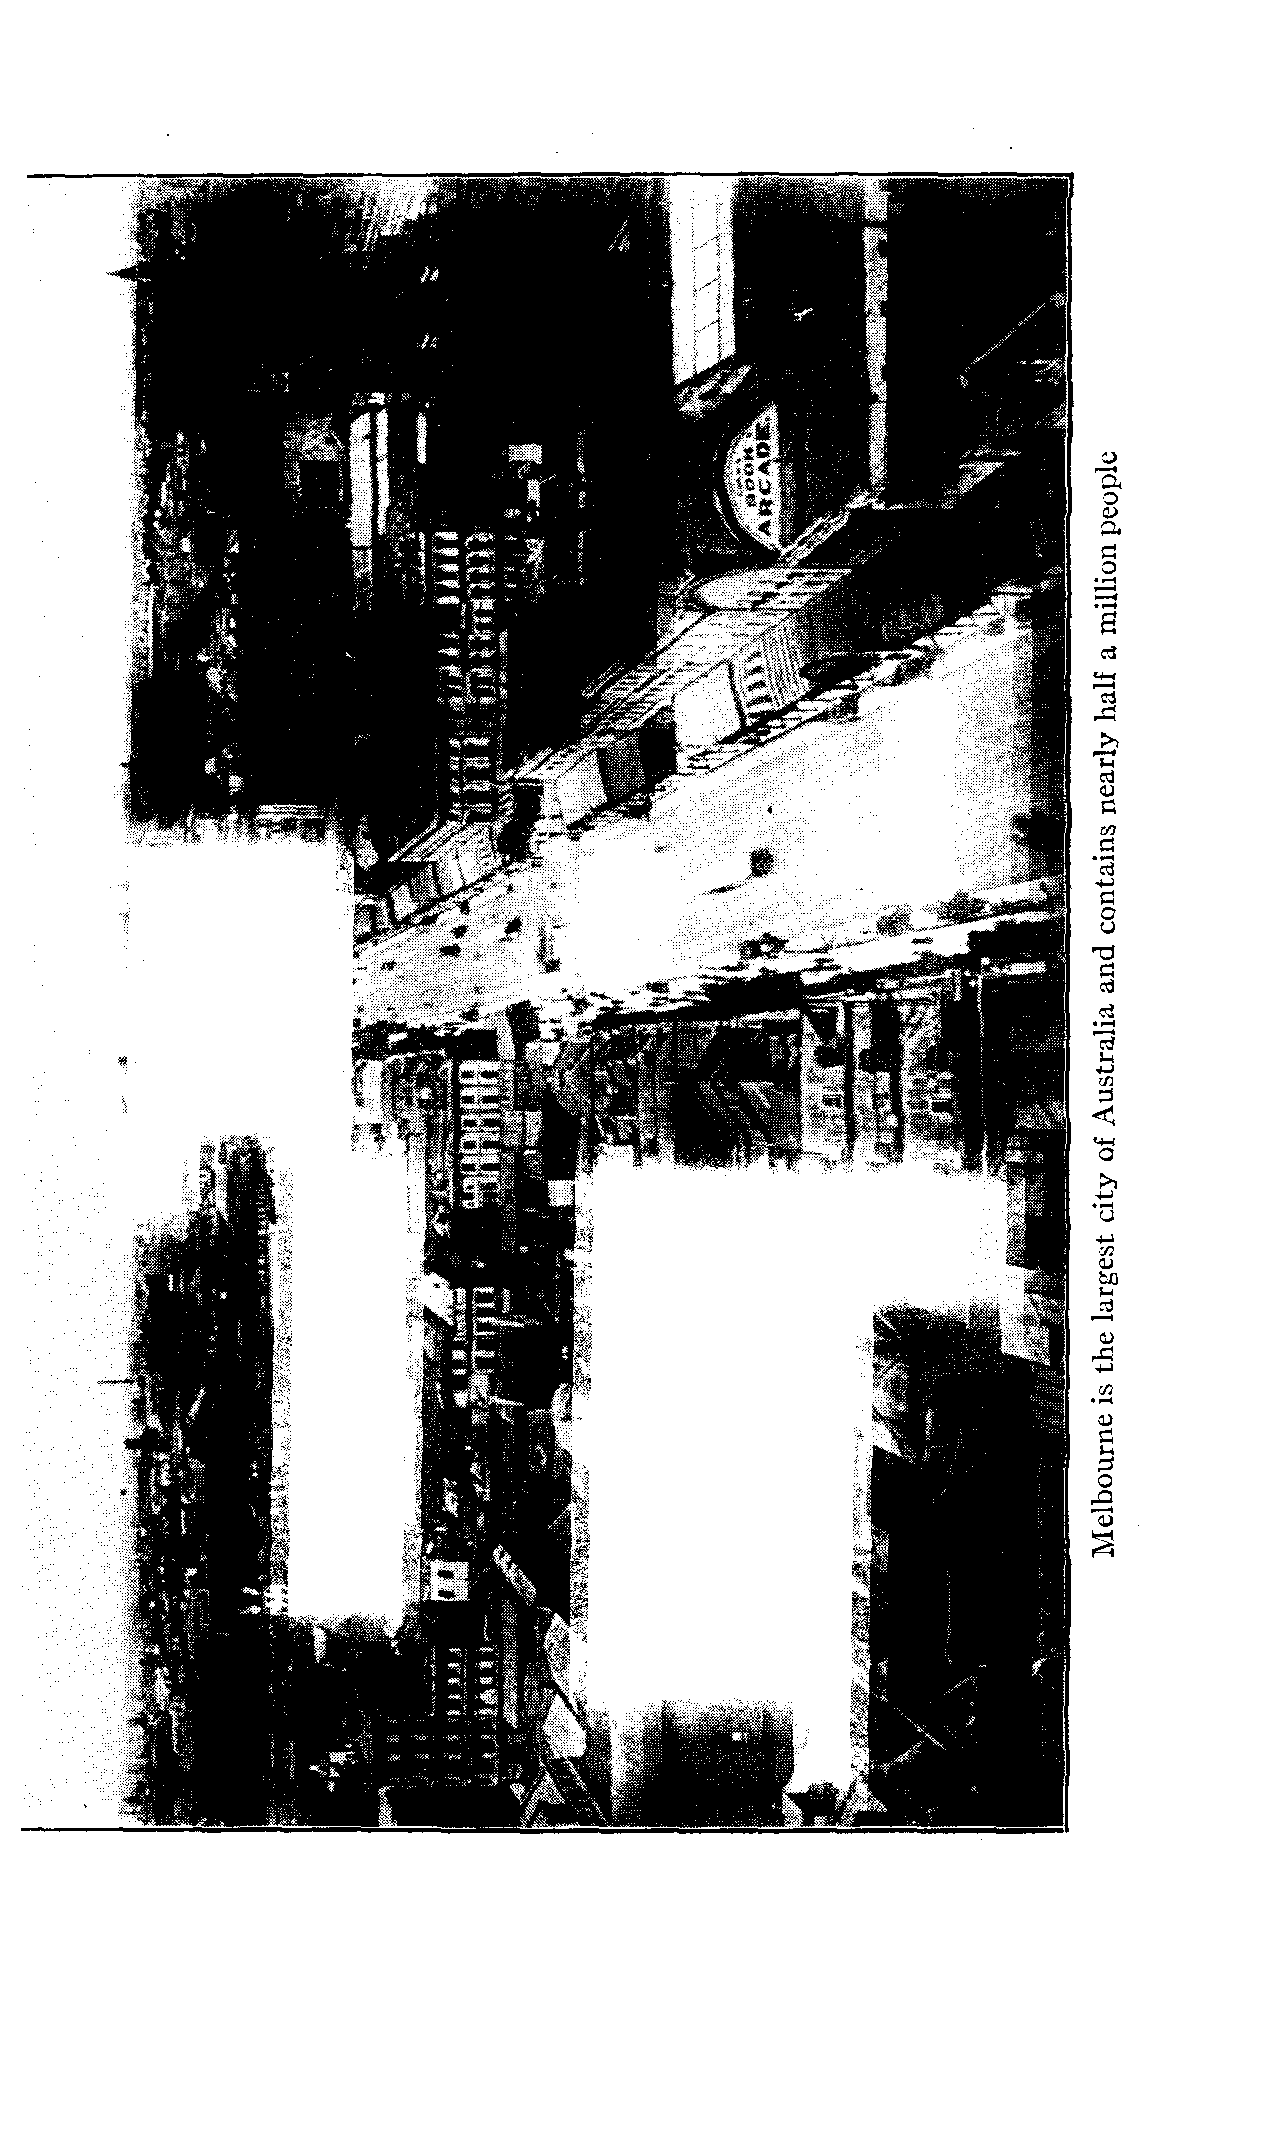 BOOK
ARCADE
Melbourne is the largest city of Australia and contains nearly half a million people